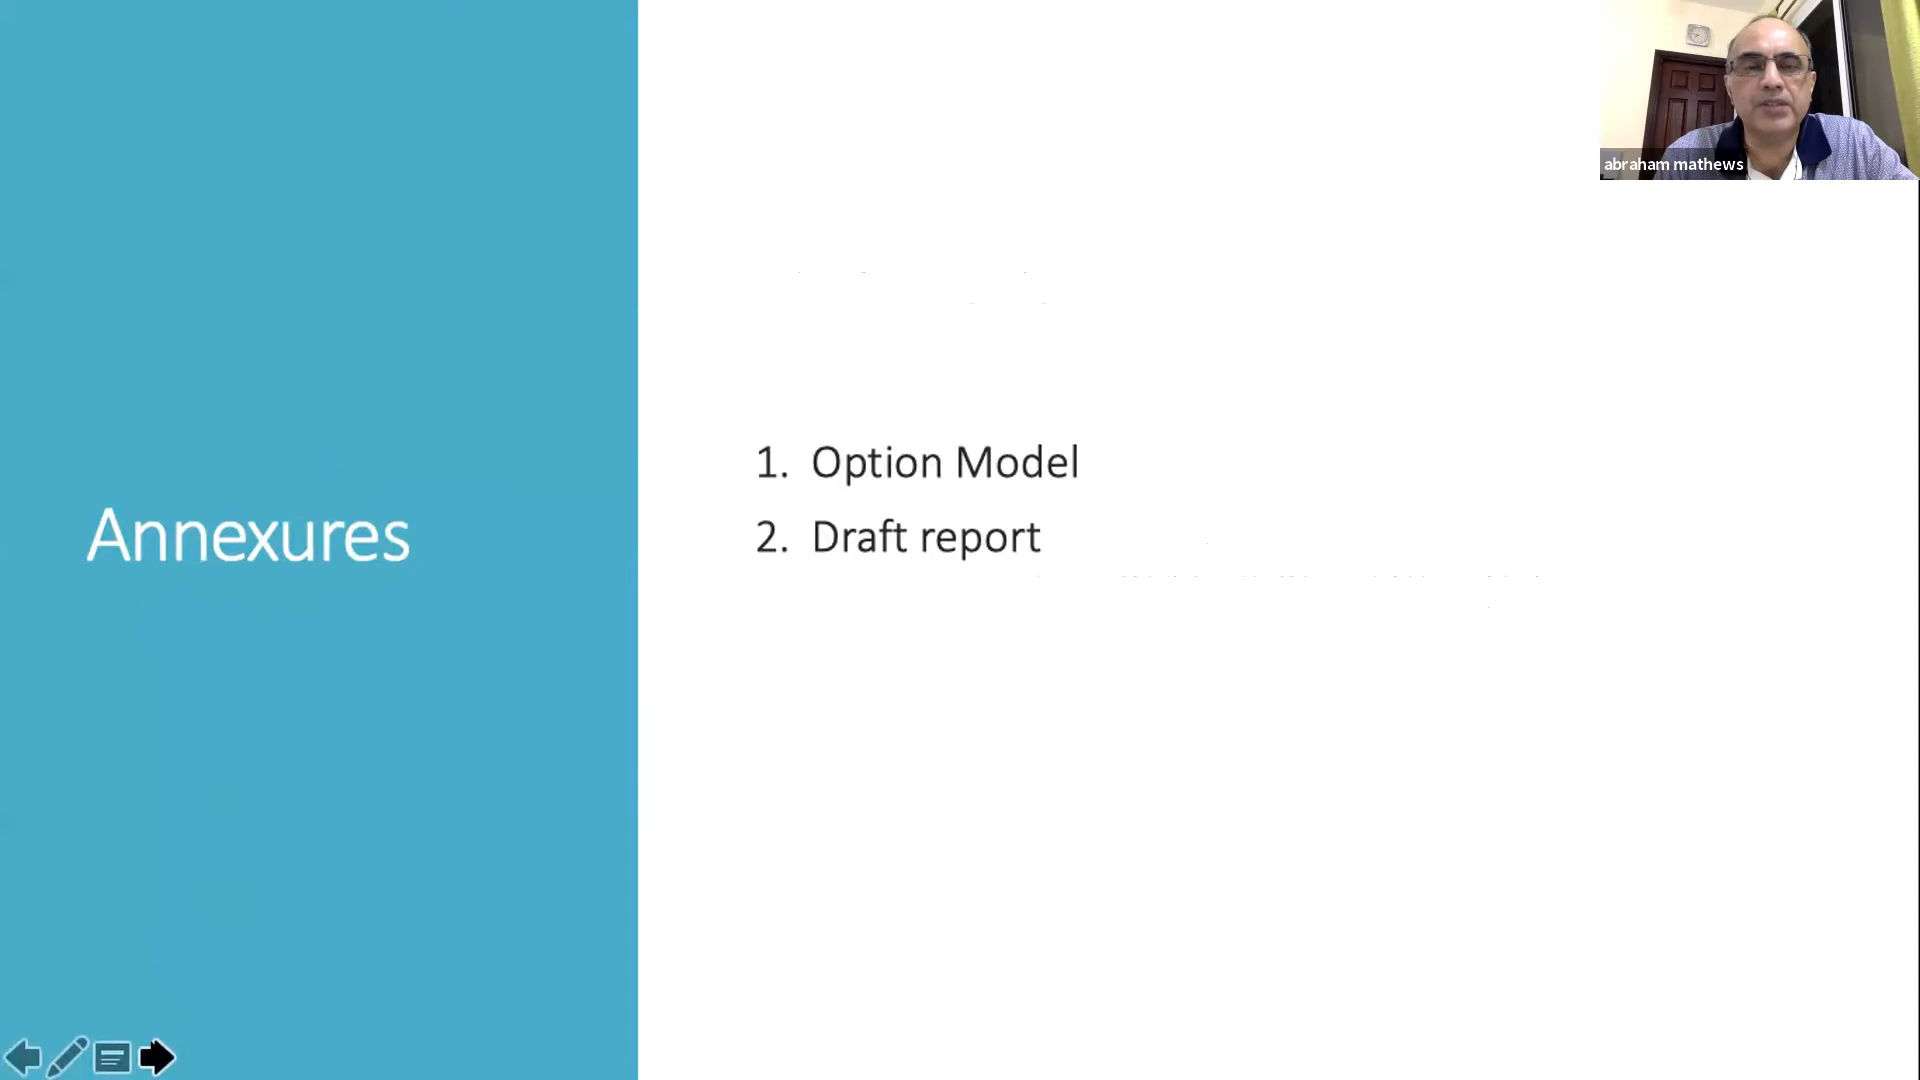 abraham mathews
Annexures
1. Option Model
2. Draft report